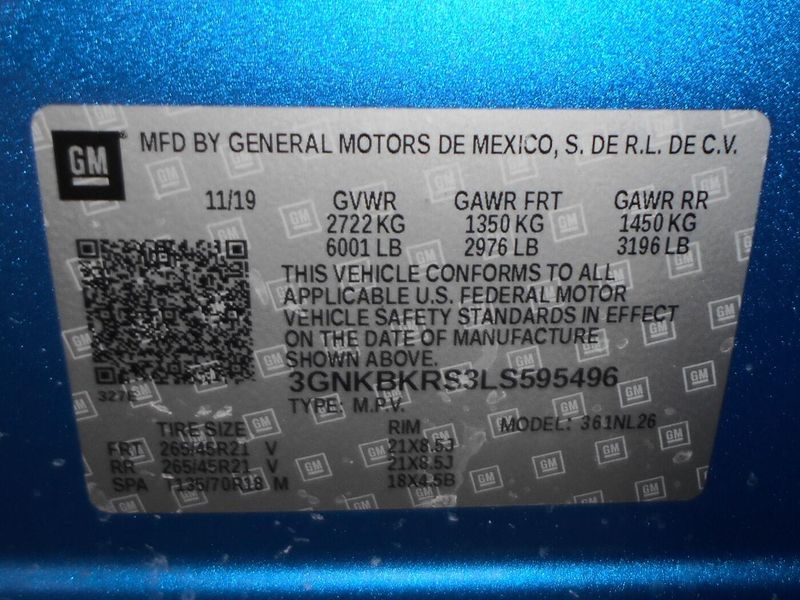 GM MFD BY GENERAL MOTORS DE MEXICO, S. DE R.L. DE C.V.
11/19 GVWR GAWR FRT GAWR RR
2722 KG 1350 KG 1450 KG
6001 LB 2976 LB 3196 LB
THIS VEHICLE CONFORMS TO ALL
APPLICABLE U.S. FEDERAL MOTOR
VEHICLE SAFETY STANDARDS IN EFFECT
ON THE DATE OF MANUFACTURE
SHOWN ABOVE.
3GNKBKRS3LS595496
327E
TYPE: M.P.V.
TIRE SIZE RIM MODEL: 361NL26
FRT 265/45R21 V 21X8.5J
RR 265/45R21 V 21X8.5J
SPA T135/70R18 M 18X4.5B